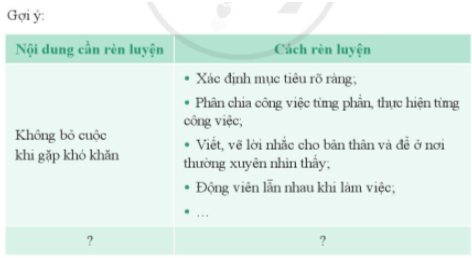 Gợi ý:
Nội dung cần rèn luyện
Cách rèn luyện
Không bỏ cuộc
khi gặp khó khăn
• Xác định mục tiêu rõ ràng;
• Phân chia công việc từng phần, thực hiện từng
công việc;
• Viết, vẽ lời nhắc cho bản thân và để ở nơi
thường xuyên nhìn thấy;
• Động viên lẫn nhau khi làm việc;
• ...
?
?